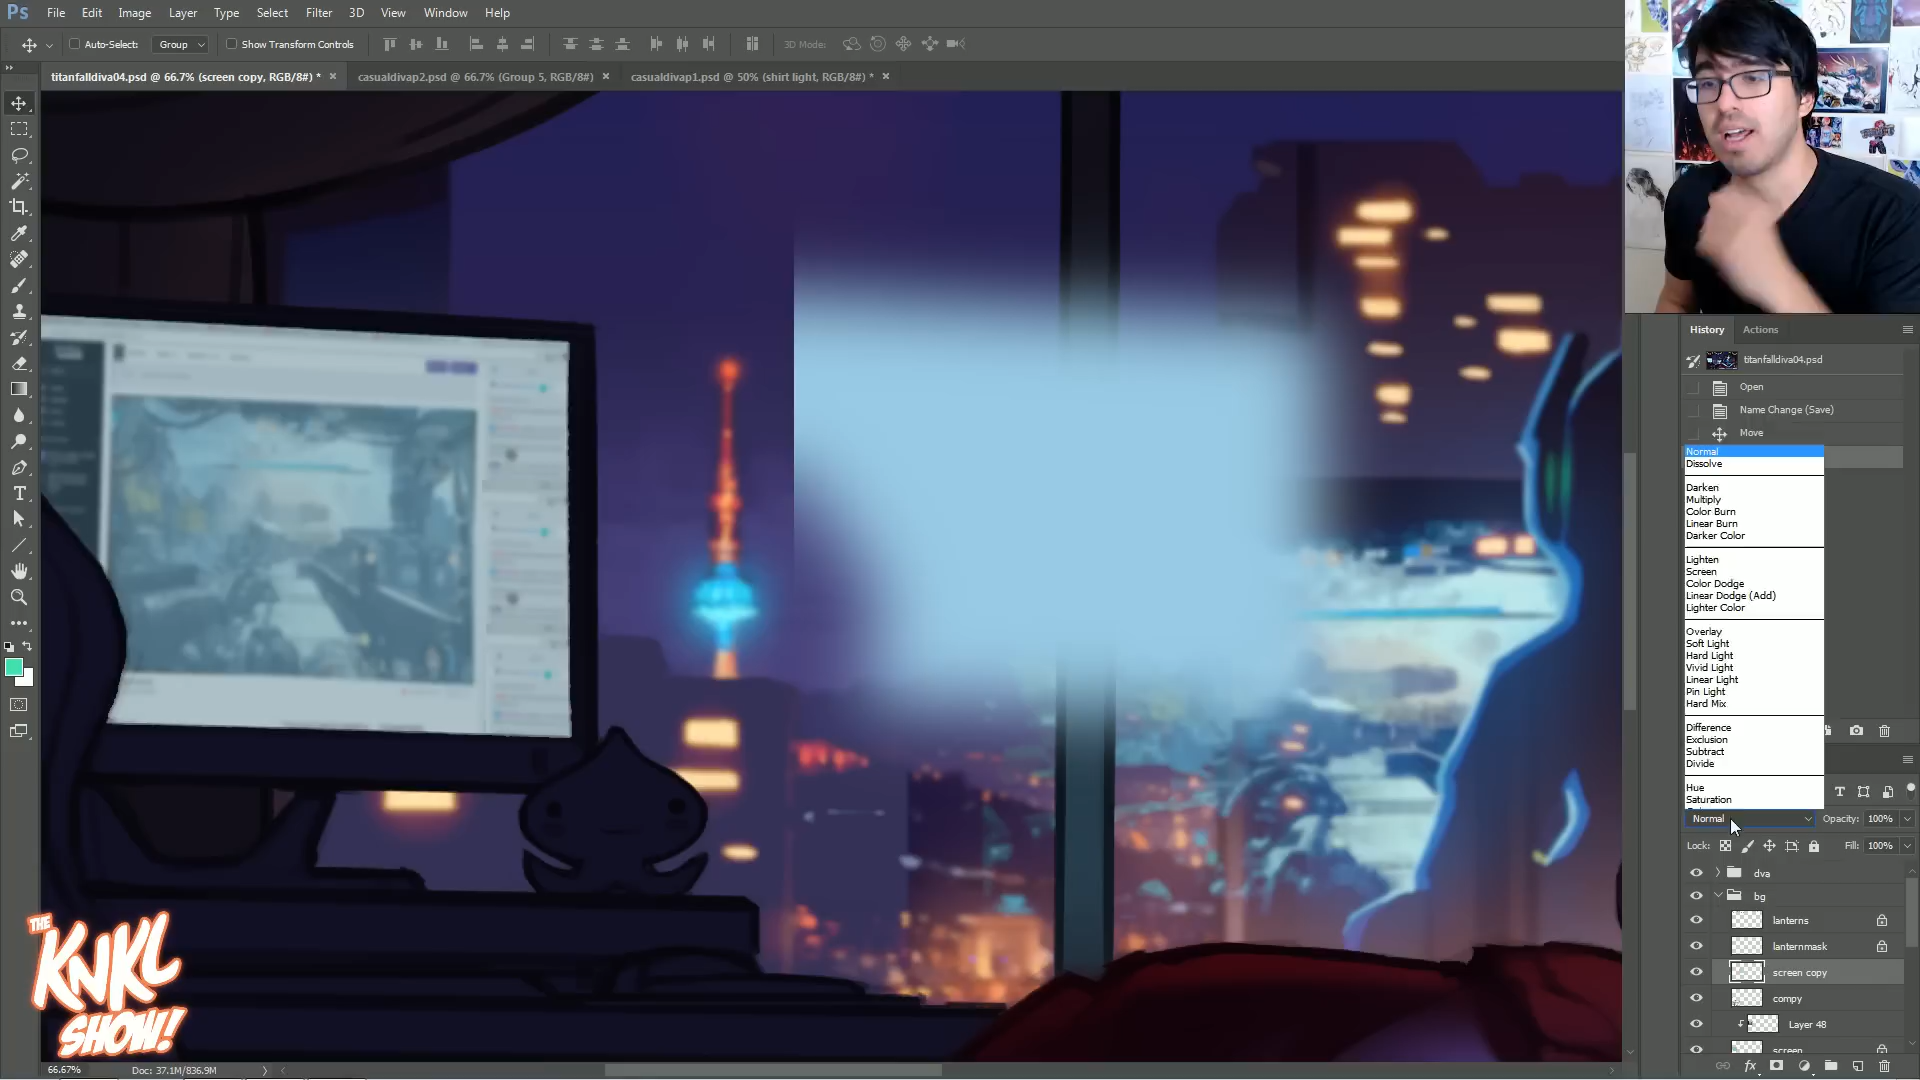 Ps File Edit Image Layer Type Select Filter 3D View Window Help
Auto-Select: Group Show Transform Controls 3D Mode:
titanfalldiva04.psd @ 66.7% (screen copy, RGB/8#) * × casualdivap2.psd @ 66.7% (Group 5, RGB/8#) × casualdivap1.psd @ 50% (shirt light, RGB/8#) * ×
History Actions
titanfalldiva04.psd
Open
Name Change (Save)
Move
Normal
Dissolve
Darken
Multiply
Color Burn
Linear Burn
Darker Color
Lighten
Screen
Color Dodge
Linear Dodge (Add)
Lighter Color
Overlay
Soft Light
Hard Light
Vivid Light
Linear Light
Pin Light
Hard Mix
Difference
Exclusion
Subtract
Divide
Hue
Saturation
Normal Opacity: 100%
Lock: Fill: 100%
dva
bg
lanterns
lanternmask
screen copy
compy
Layer 48
screen
THE
KNKL
SHOW!
66.67% Doc: 37.1M/836.9M